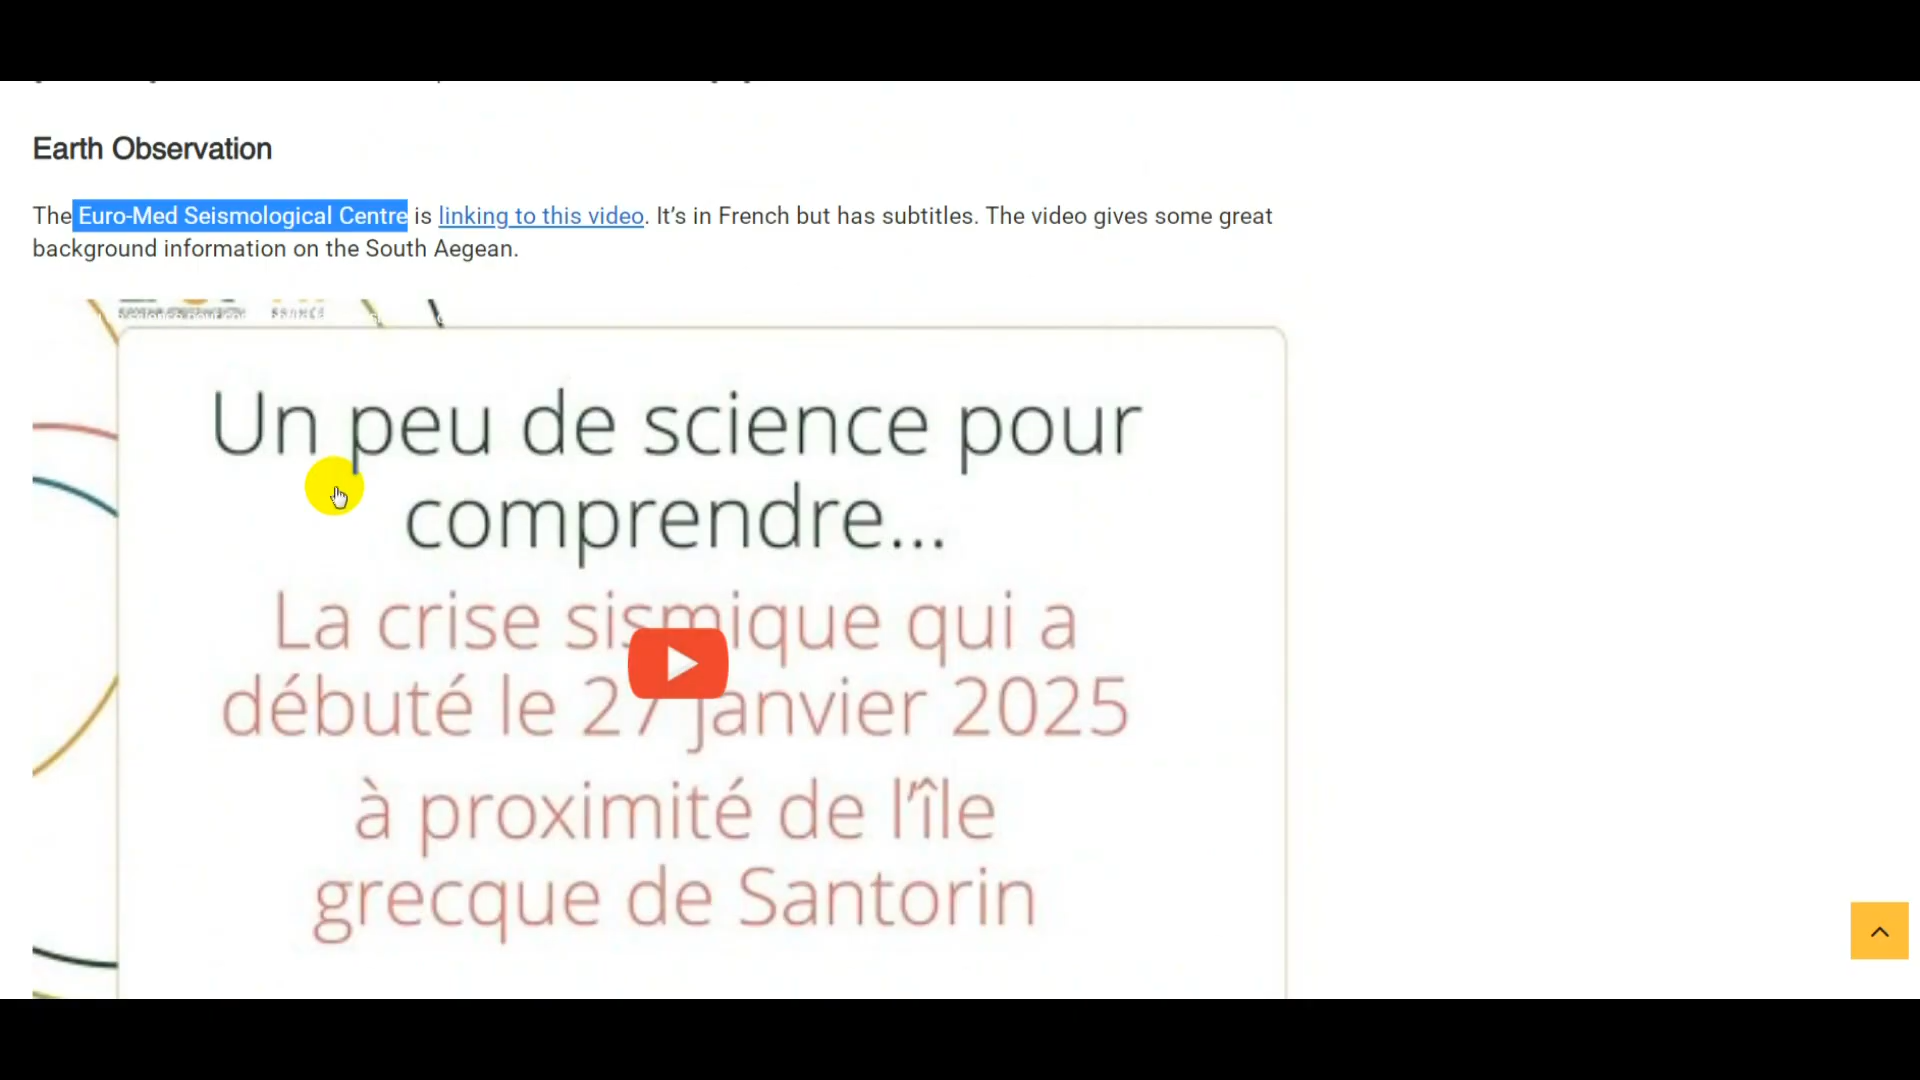 Earth Observation
The Euro-Med Seismological Centre is linking to this video. It’s in French but has subtitles. The video gives some great
background information on the South Aegean.
Un peu de science pour
comprendre...
La crise sismique qui a
débuté le 27 janvier 2025
à proximité de l'île
grecque de Santorin